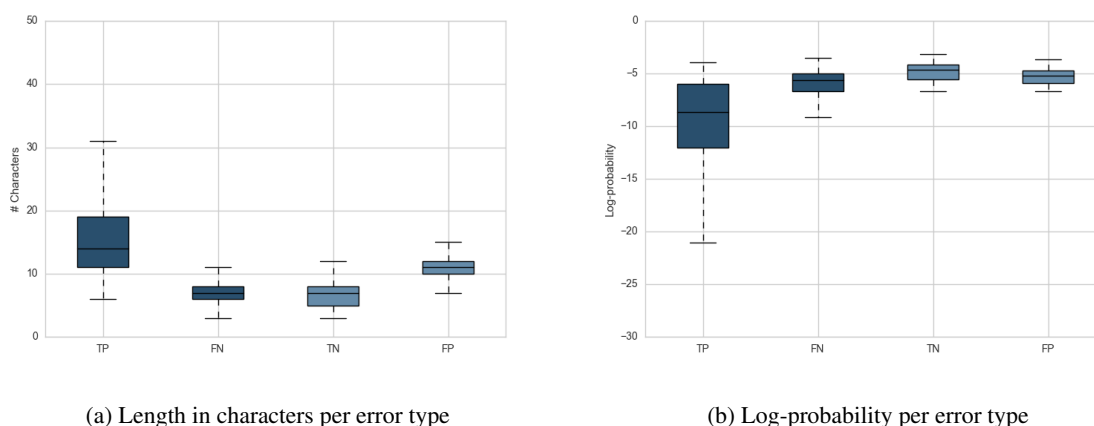 50
40
30
20
10
0
# Characters
TP FN TN FP
0
−5
−10
−15
−20
−25
−30
Log-probability
TP FN TN FP
(a) Length in characters per error type
(b) Log-probability per error type